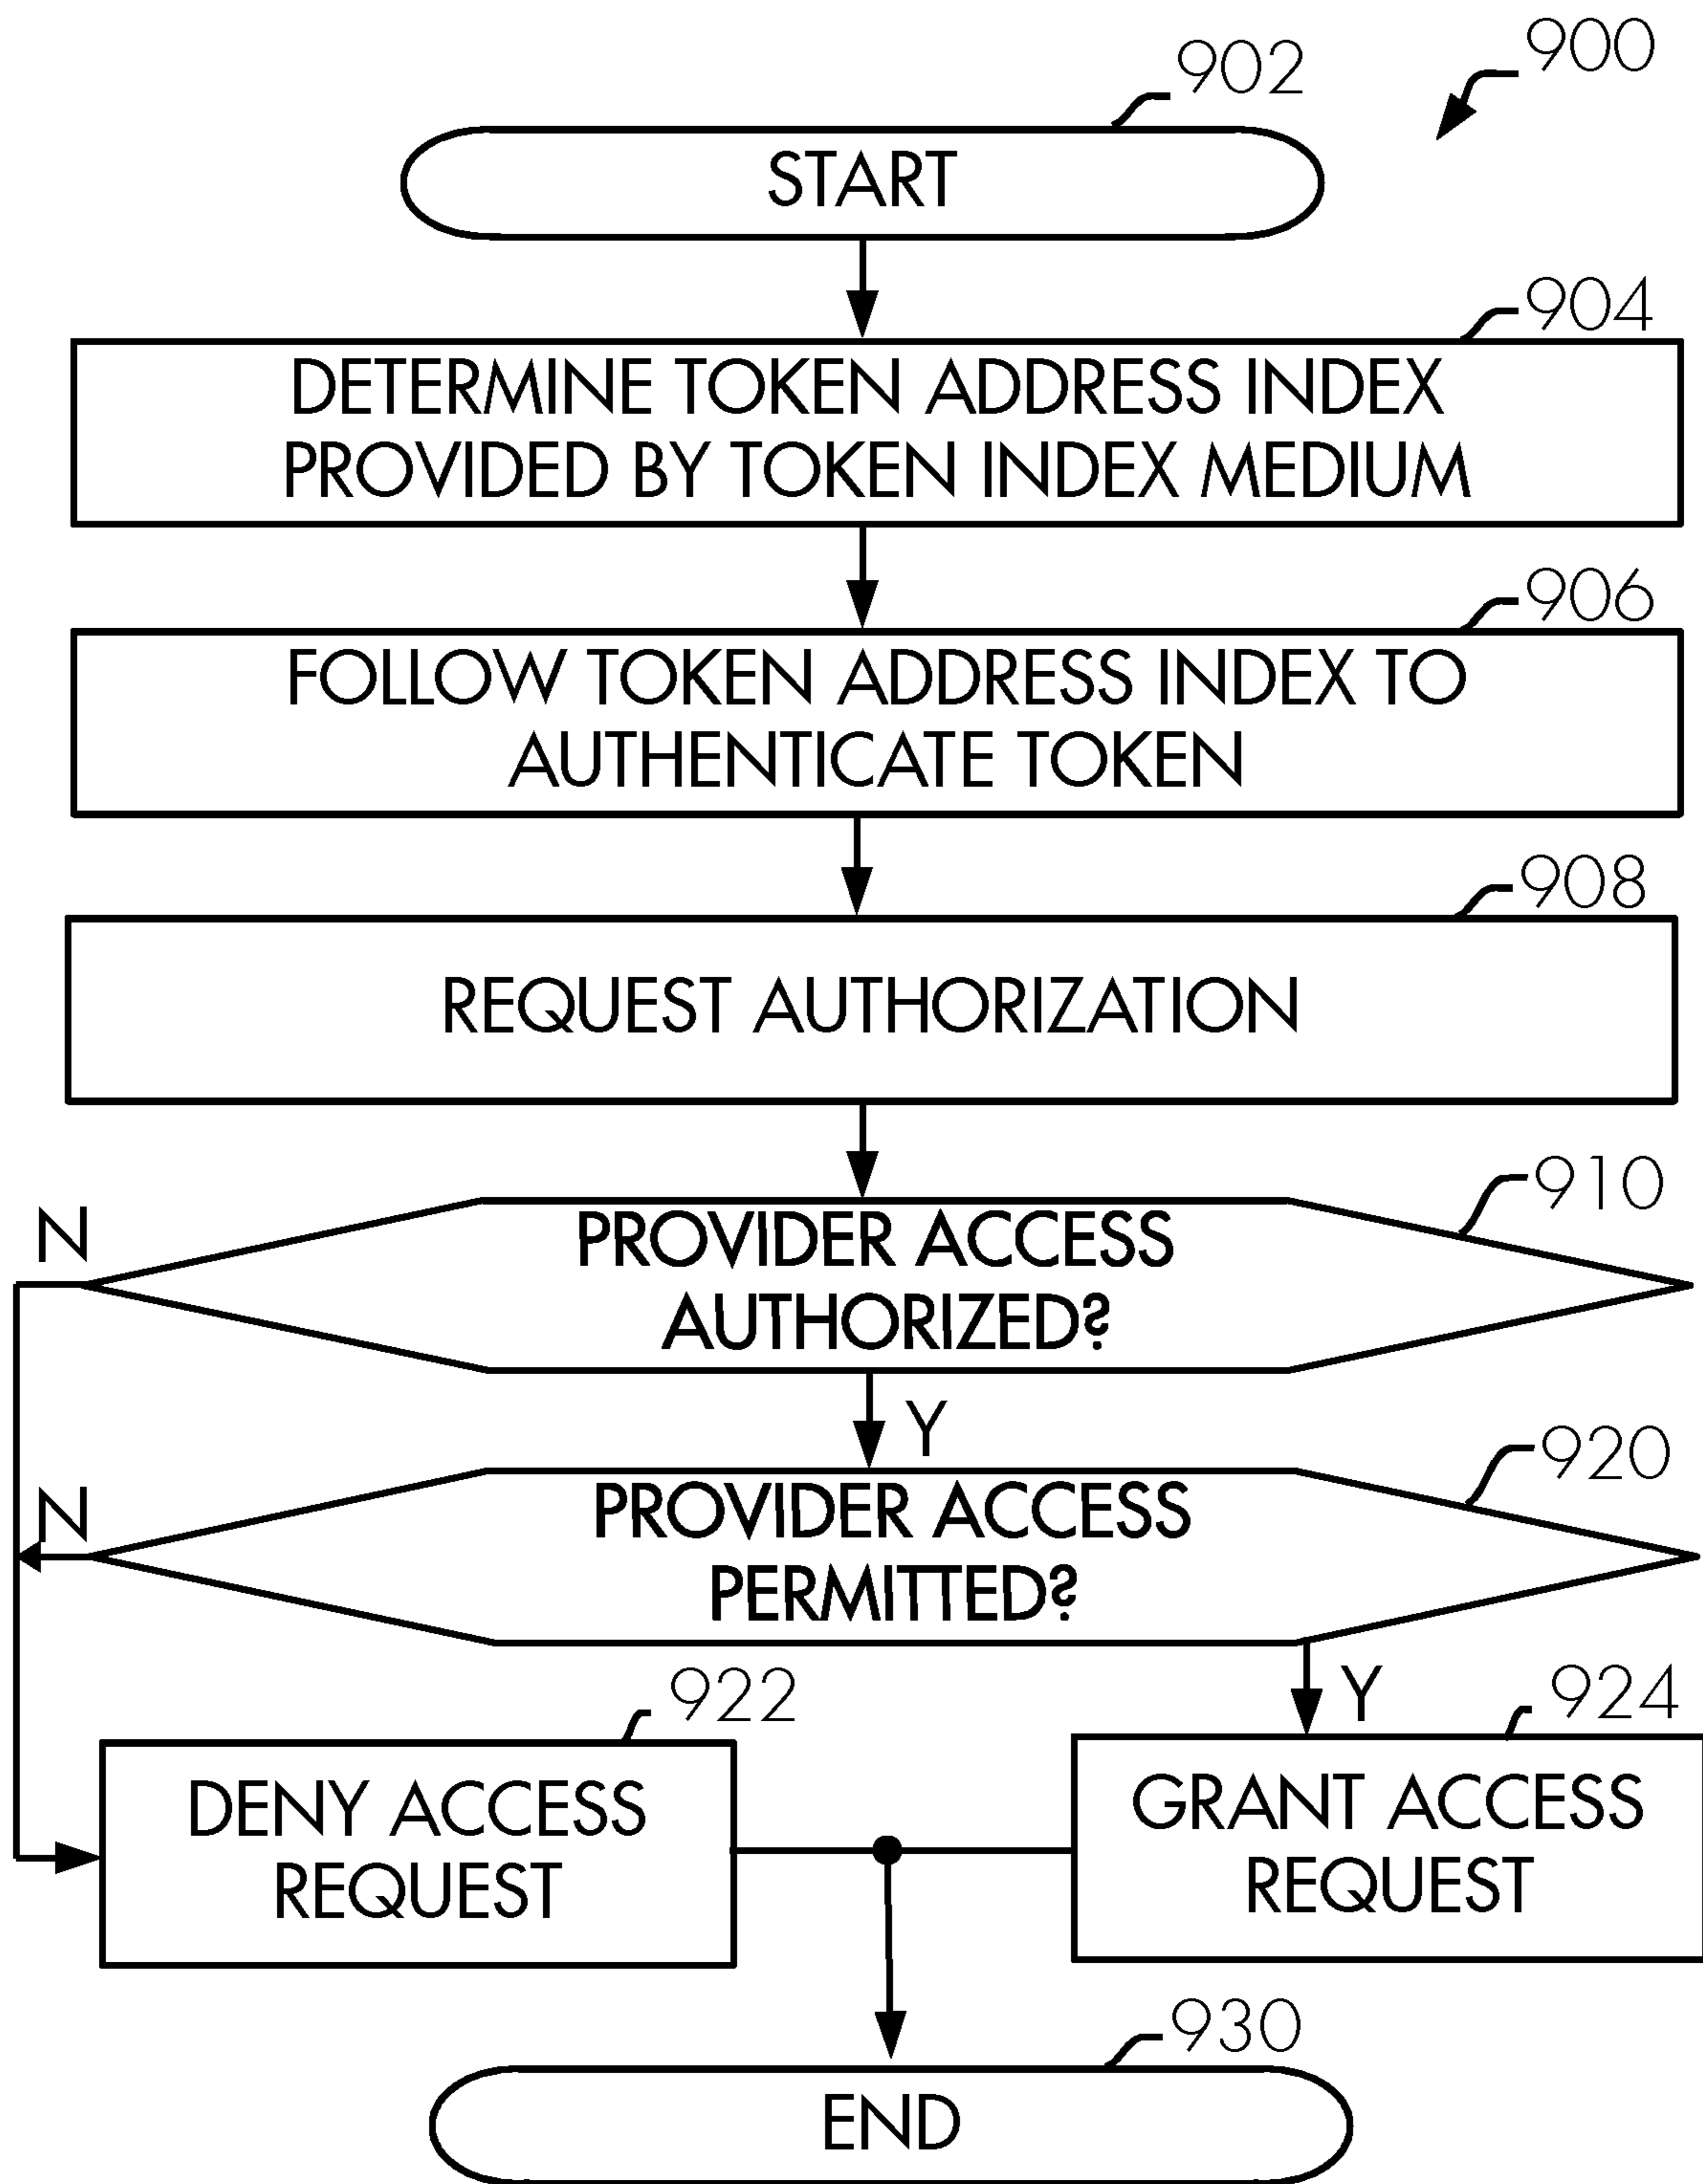 900
902
START
904
DETERMINE TOKEN ADDRESS INDEX
PROVIDED BY TOKEN INDEX MEDIUM
906
FOLLOW TOKEN ADDRESS INDEX TO
AUTHENTICATE TOKEN
908
REQUEST AUTHORIZATION
910
N
PROVIDER ACCESS
AUTHORIZED?
Y
920
N
PROVIDER ACCESS
PERMITTED?
Y
922
924
DENY ACCESS
REQUEST
GRANT ACCESS
REQUEST
930
END